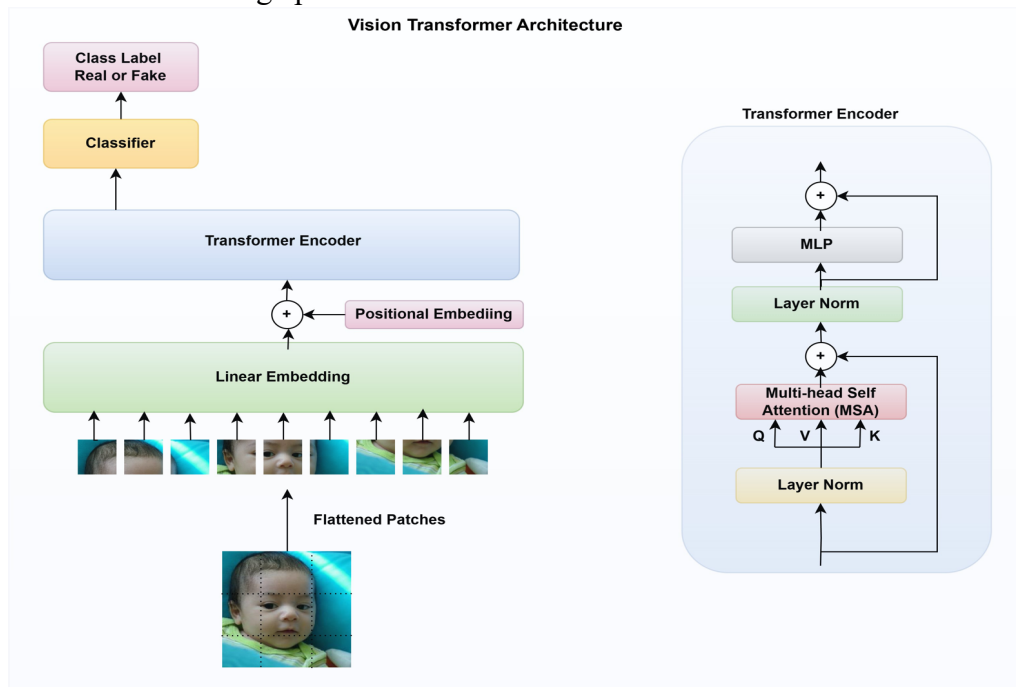 Vision Transformer Architecture
Class Label
Real or Fake
Classifier
Transformer Encoder
+
Positional Embediing
Linear Embedding
Flattened Patches
Transformer Encoder
+
MLP
Layer Norm
+
Multi-head Self
Attention (MSA)
Q V K
Layer Norm